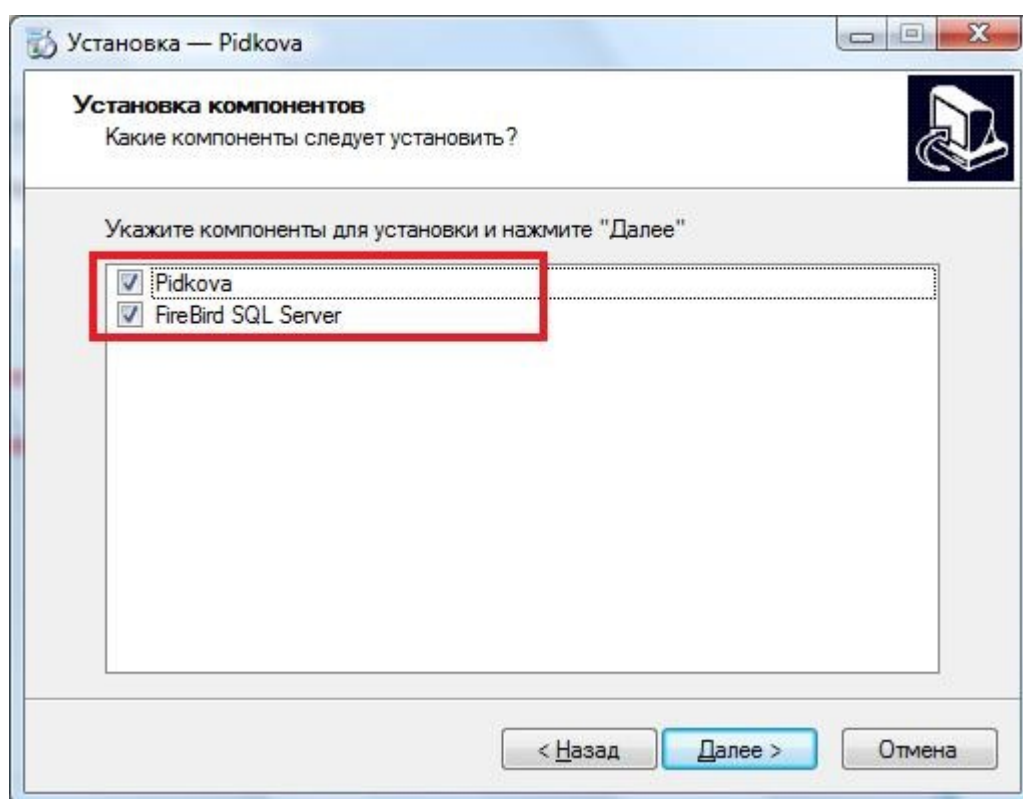 Установка — Pidkova
Установка компонентов
Какие компоненты следует установить?
Укажите компоненты для установки и нажмите "Далее"
Pidkova
FireBird SQL Server
< Назад Далее > Отмена